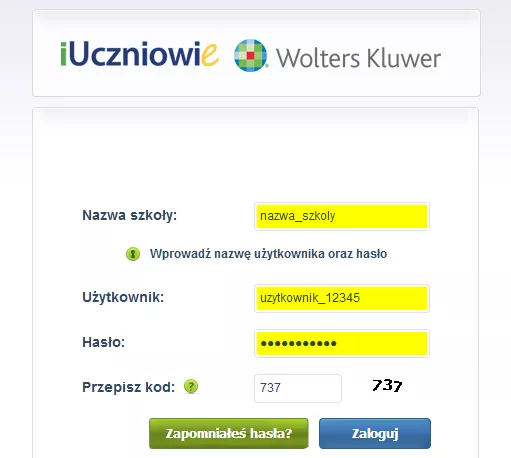 iUczniowie Wolters Kluwer
Nazwa szkoły: nazwa_szkoly
Wprowadź nazwę użytkownika oraz hasło
Użytkownik: uzytkownik_12345
Hasło: ●●●●●●●●●●●
Przepisz kod: ? 737 737
Zapomniałeś hasła? Zaloguj